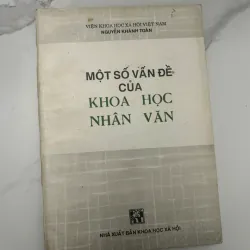 VIỆN KHOA HỌC XÃ HỘI VIỆT NAM
NGUYỄN KHÁNH TOÀN
MỘT SỐ VẤN ĐỀ
CỦA
KHOA HỌC
NHÂN VĂN
NHÀ XUẤT BẢN KHOA HỌC XÃ HỘI